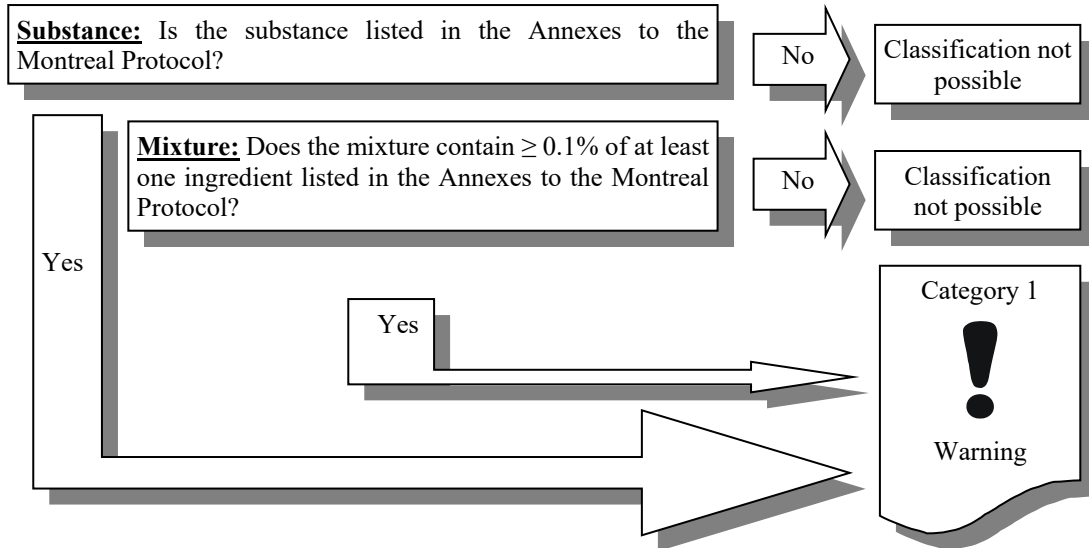 Substance: Is the substance listed in the Annexes to the
Montreal Protocol?
No
Classification not
possible
Mixture: Does the mixture contain ≥ 0.1% of at least
one ingredient listed in the Annexes to the Montreal
Protocol?
No
Classification
not possible
Yes
Yes
Category 1
!
Warning